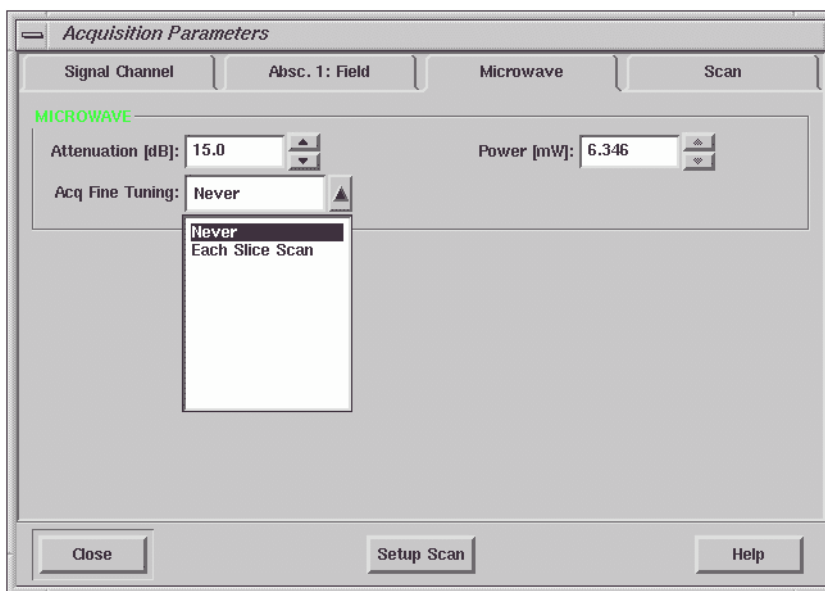 Acquisition Parameters
Signal Channel
Absc. 1: Field
Microwave
Scan
MICROWAVE
Attenuation [dB]: 15.0
Power [mW]: 6.346
Acq Fine Tuning: Never
Never
Each Slice Scan
Close
Setup Scan
Help